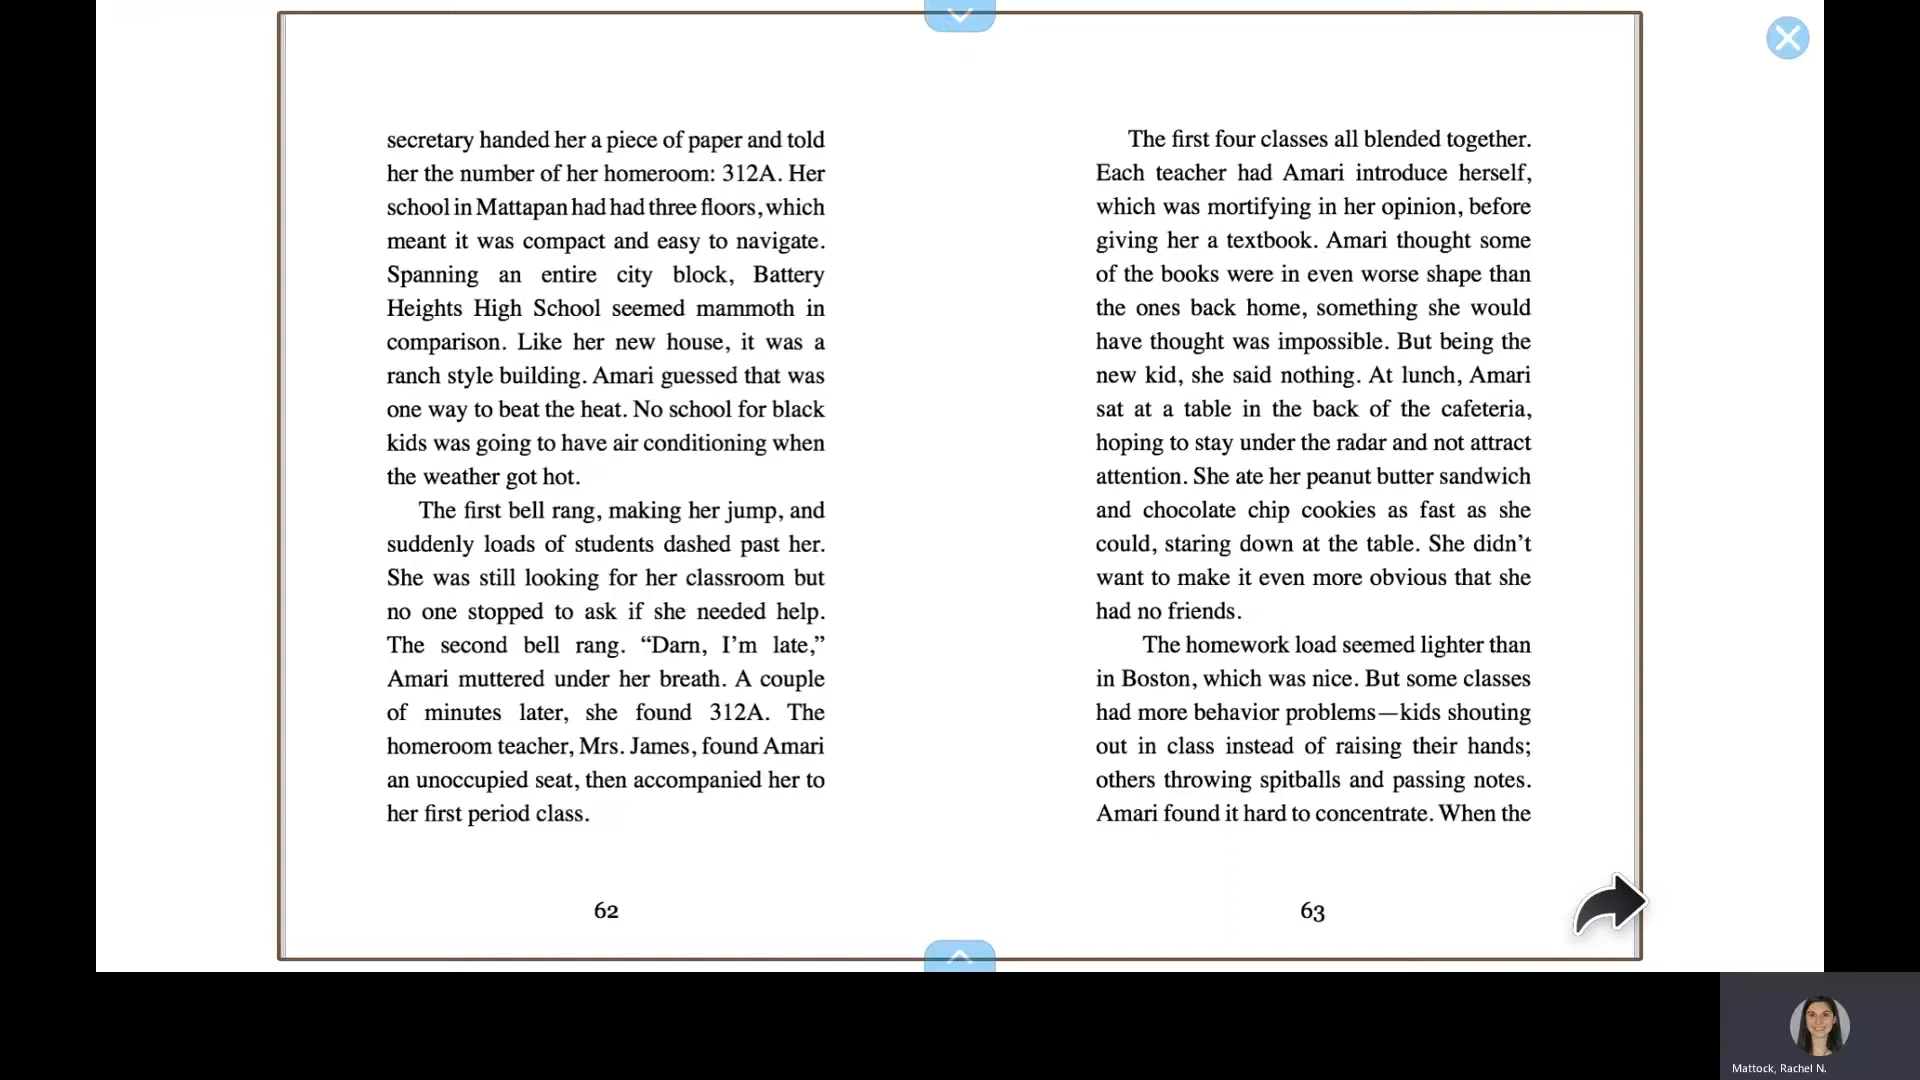 secretary handed her a piece of paper and told
her the number of her homeroom: 312A. Her
school in Mattapan had had three floors, which
meant it was compact and easy to navigate.
Spanning an entire city block, Battery
Heights High School seemed mammoth in
comparison. Like her new house, it was a
ranch style building. Amari guessed that was
one way to beat the heat. No school for black
kids was going to have air conditioning when
the weather got hot.
The first bell rang, making her jump, and
suddenly loads of students dashed past her.
She was still looking for her classroom but
no one stopped to ask if she needed help.
The second bell rang. “Darn, I’m late,”
Amari muttered under her breath. A couple
of minutes later, she found 312A. The
homeroom teacher, Mrs. James, found Amari
an unoccupied seat, then accompanied her to
her first period class.
62
The first four classes all blended together.
Each teacher had Amari introduce herself,
which was mortifying in her opinion, before
giving her a textbook. Amari thought some
of the books were in even worse shape than
the ones back home, something she would
have thought was impossible. But being the
new kid, she said nothing. At lunch, Amari
sat at a table in the back of the cafeteria,
hoping to stay under the radar and not attract
attention. She ate her peanut butter sandwich
and chocolate chip cookies as fast as she
could, staring down at the table. She didn’t
want to make it even more obvious that she
had no friends.
The homework load seemed lighter than
in Boston, which was nice. But some classes
had more behavior problems—kids shouting
out in class instead of raising their hands;
others throwing spitballs and passing notes.
Amari found it hard to concentrate. When the
63
Mattock, Rachel N.